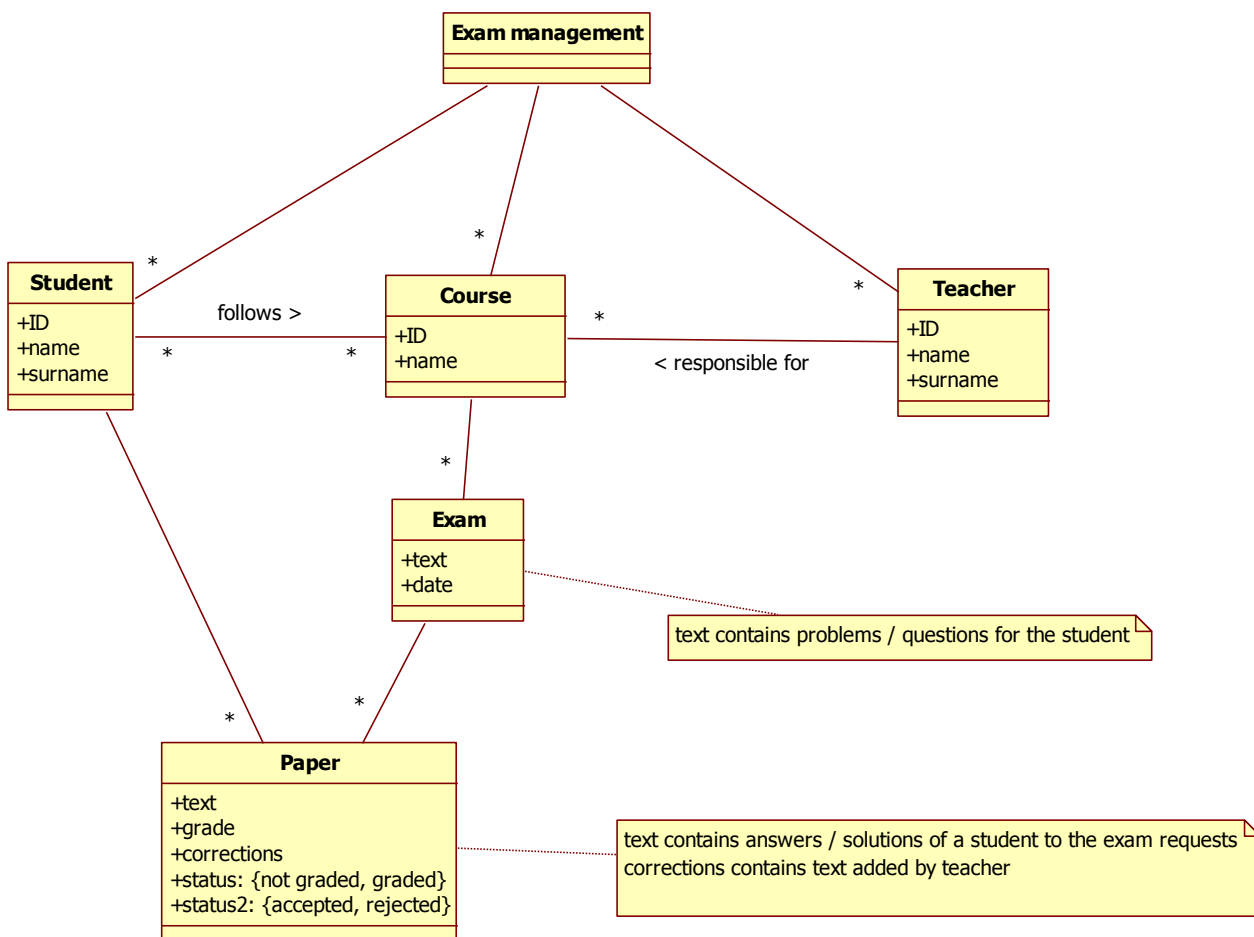 Exam management
*
*
*
Student
+ID
+name
+surname
follows >
*
*
Course
+ID
+name
*
< responsible for
Teacher
+ID
+name
+surname
*
Exam
+text
+date
text contains problems / questions for the student
*
*
Paper
+text
+grade
+corrections
+status: {not graded, graded}
+status2: {accepted, rejected}
text contains answers / solutions of a student to the exam requests
corrections contains text added by teacher